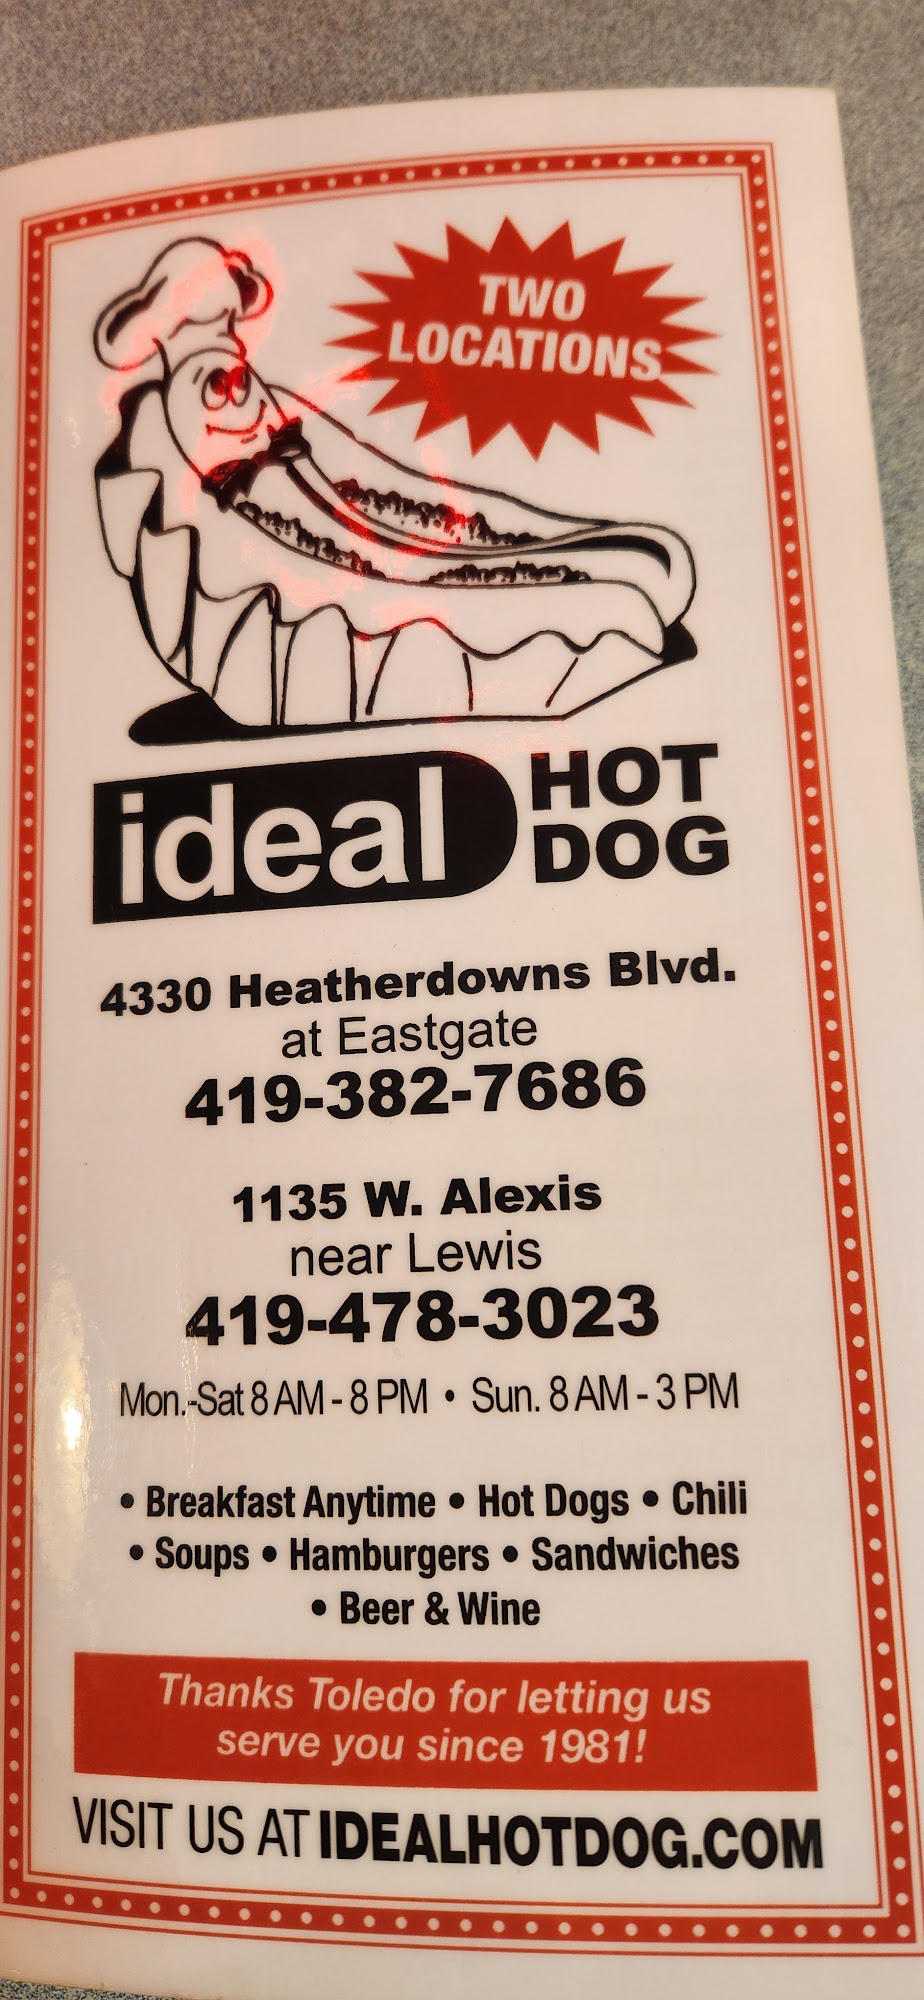 TWO
LOCATIONS
ideal HOT DOG
4330 Heatherdowns Blvd.
at Eastgate
419-382-7686
1135 W. Alexis
near Lewis
419-478-3023
Mon.-Sat 8 AM - 8 PM • Sun. 8 AM - 3 PM
• Breakfast Anytime • Hot Dogs • Chili
• Soups • Hamburgers • Sandwiches
• Beer & Wine
Thanks Toledo for letting us
serve you since 1981!
VISIT US AT IDEALHOTDOG.COM